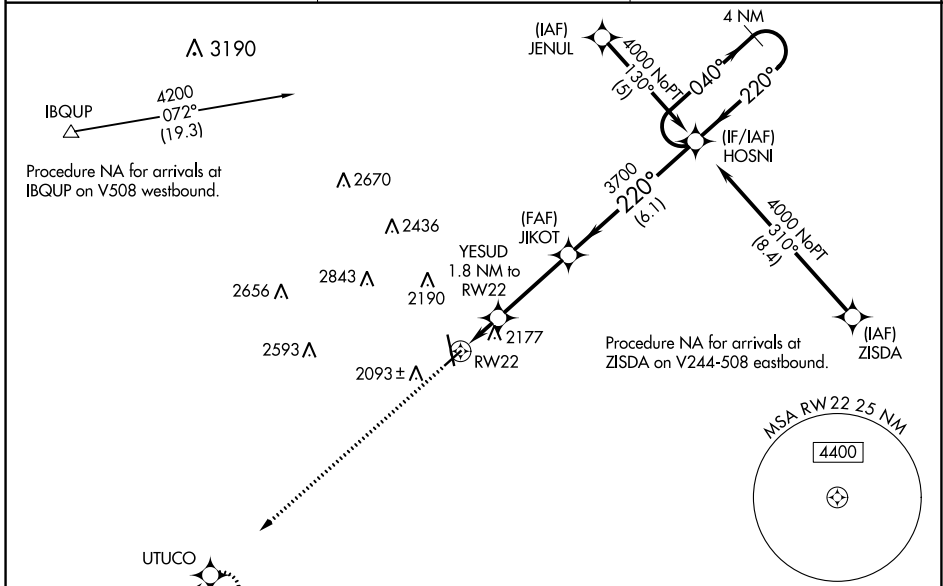 4 NM
(IAF)
JENUL
4000 NoPT
130°
(5)
040°
220°
3190
IBQUP
4200
072°
(19.3)
(IF/IAF)
HOSNI
Procedure NA for arrivals at
IBQUP on V508 westbound.
2670
3700
220°
(6.1)
4000 NoPT
310°
(8.4)
2436
(FAF)
JIKOT
YESUD
1.8 NM to
RW22
2843
2656
2190
2177
(IAF)
ZISDA
Procedure NA for arrivals at
ZISDA on V244-508 eastbound.
2593
RW22
2093±
MSA RW22 25 NM
4400
UTUCO